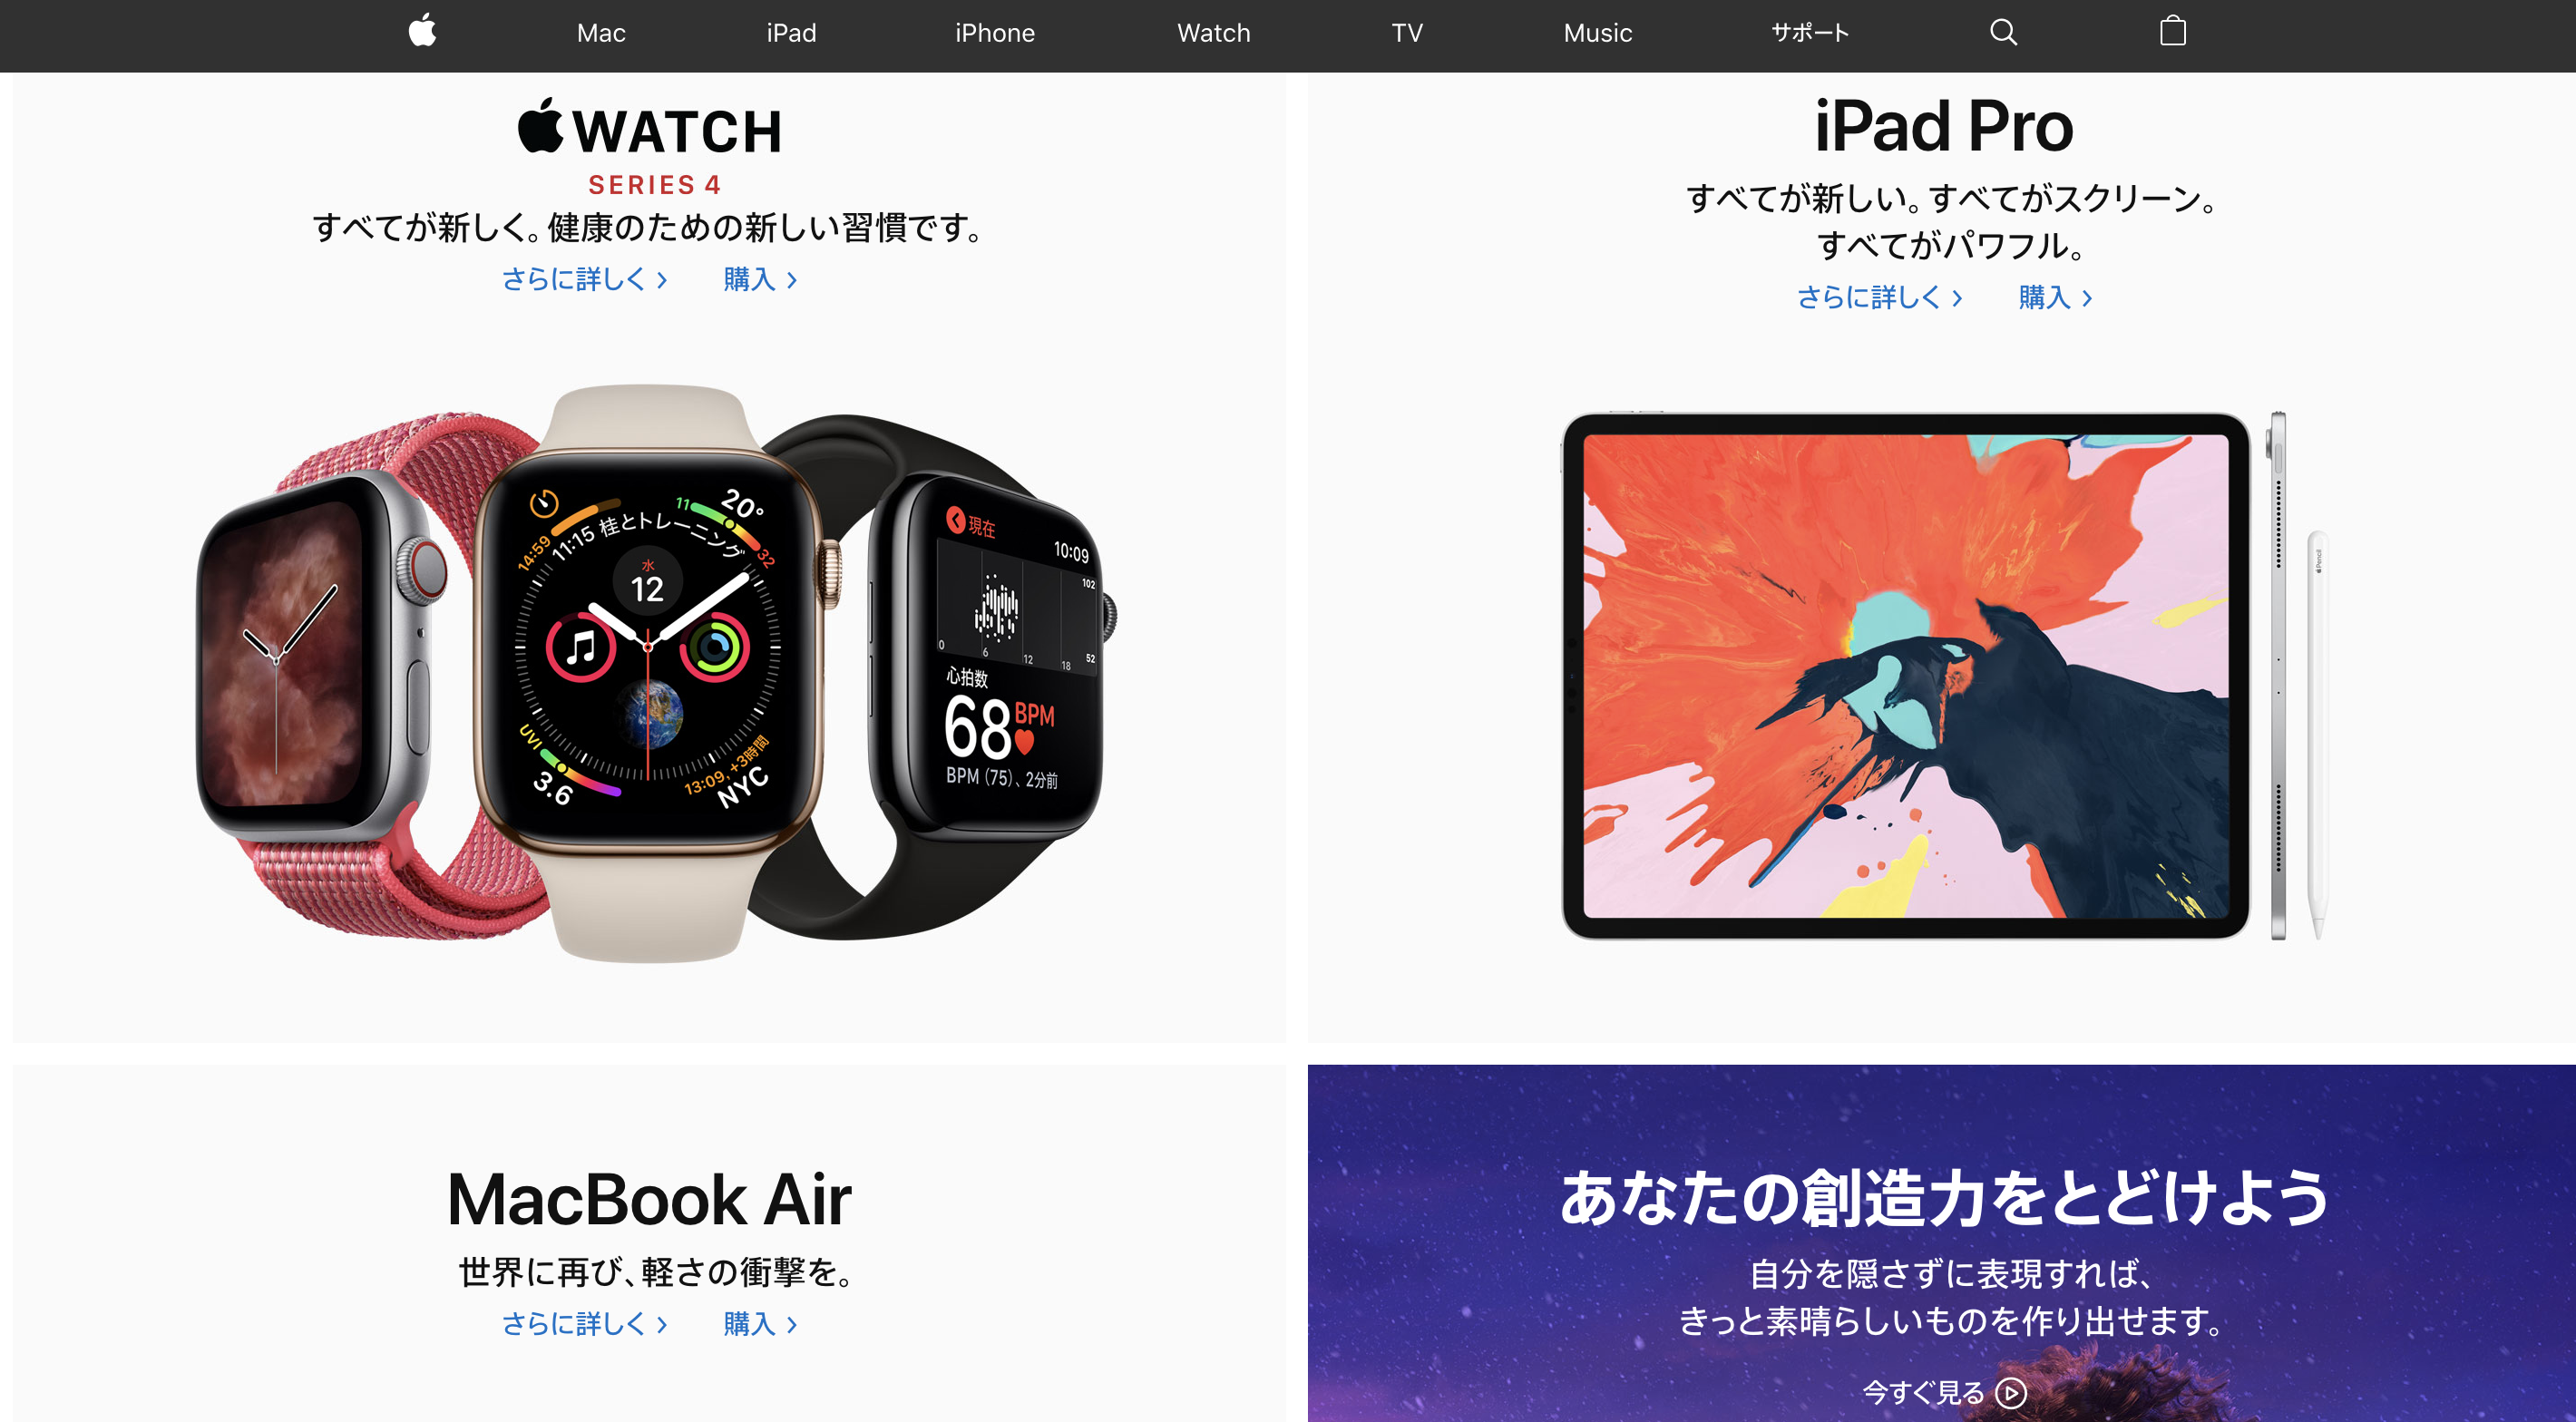 Mac iPad iPhone Watch TV Music サポート
WATCH
SERIES 4
すべてが新しく。健康のための新しい習慣です。
さらに詳しく › 購入 ›
14:59
11:15 桂とトレーニング
11 20° 32
水
12
UVI
3.6
13:09、+3時間
NYC
現在
10:09
102
0 6 12 18 52
心拍数
68 BPM
BPM（75）、2分前
iPad Pro
すべてが新しい。すべてがスクリーン。
すべてがパワフル。
さらに詳しく › 購入 ›
Pencil
MacBook Air
世界に再び、軽さの衝撃を。
さらに詳しく › 購入 ›
あなたの創造力をとどけよう
自分を隠さずに表現すれば、
きっと素晴らしいものを作り出せます。
今すぐ見る